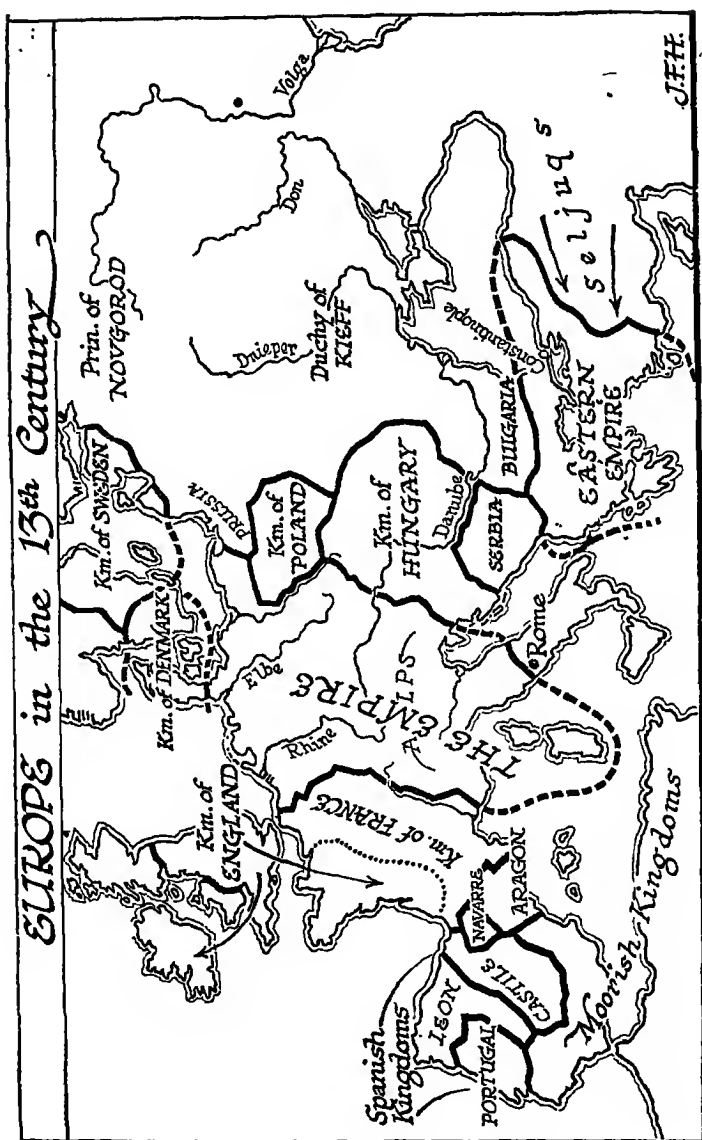 EUROPE in the 13th Century
Prin. of
NOVGOROD
Volga
Don
Dnieper
Duchy of
KIEFF
Km. of SWEDEN
Km. of DENMARK
PRUSSIA
Km. of
POLAND
Km. of
HUNGARY
Danube
SERBIA
BULGARIA
Constantinople
EASTERN
EMPIRE
Seljuqs
Km. of
ENGLAND
Elbe
Rhine
THE EMPIRE
ALPS
Rome
Km. of FRANCE
NAVARRE
ARAGON
CASTILE
LEON
PORTUGAL
Spanish
Kingdoms
Moorish Kingdoms
J.F.H.